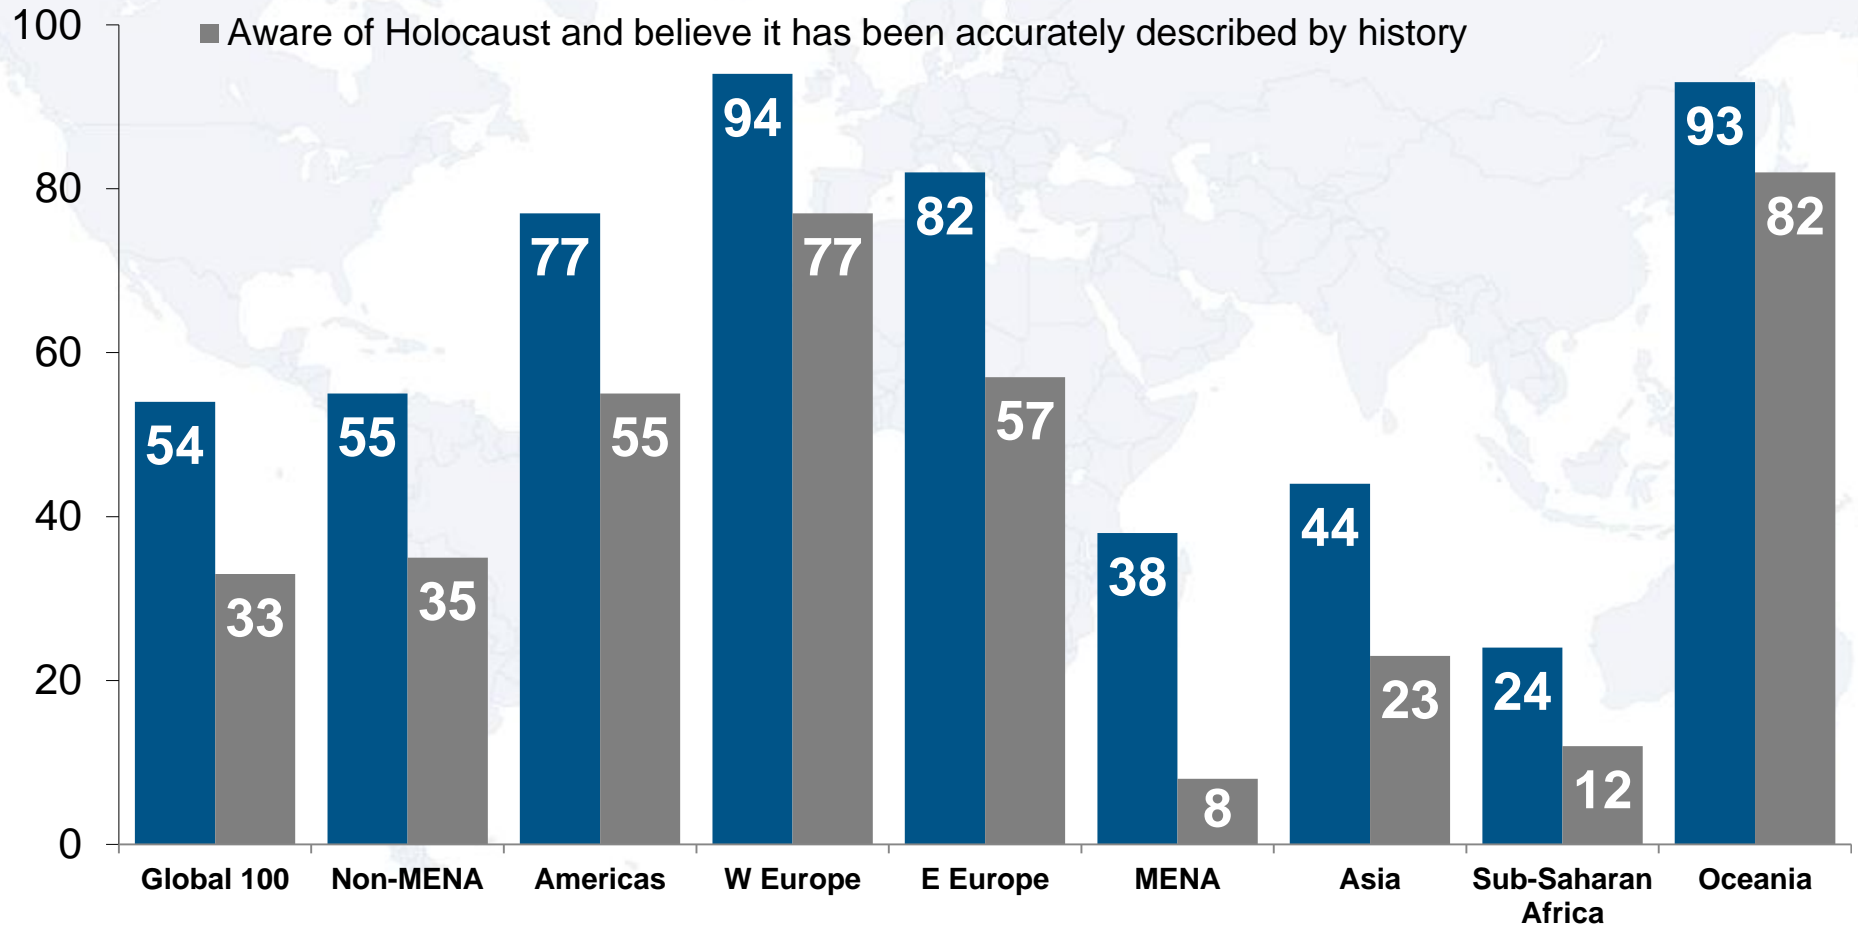 Aware of Holocaust and believe it has been accurately described by history
100
80
60
40
20
0
54
33
55
35
77
55
94
77
82
57
38
8
44
23
24
12
93
82
Global 100
Non-MENA
Americas
W Europe
E Europe
MENA
Asia
Sub-Saharan
Africa
Oceania